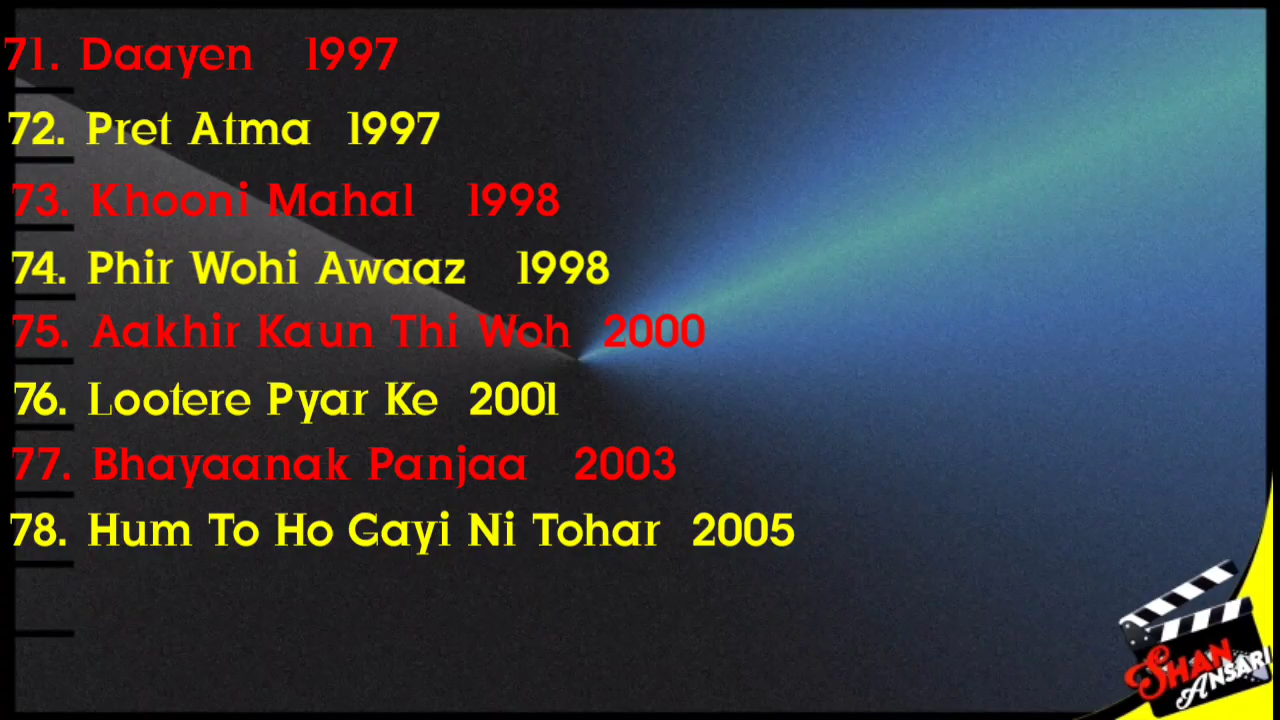 71. Daayen 1997
72. Pret Atma 1997
73. Khooni Mahal 1998
74. Phir Wohi Awaaz 1998
75. Aakhir Kaun Thi Woh 2000
76. Lootere Pyar Ke 2001
77. Bhayaanak Panjaa 2003
78. Hum To Ho Gayi Ni Tohar 2005
SHAN
ANSARI